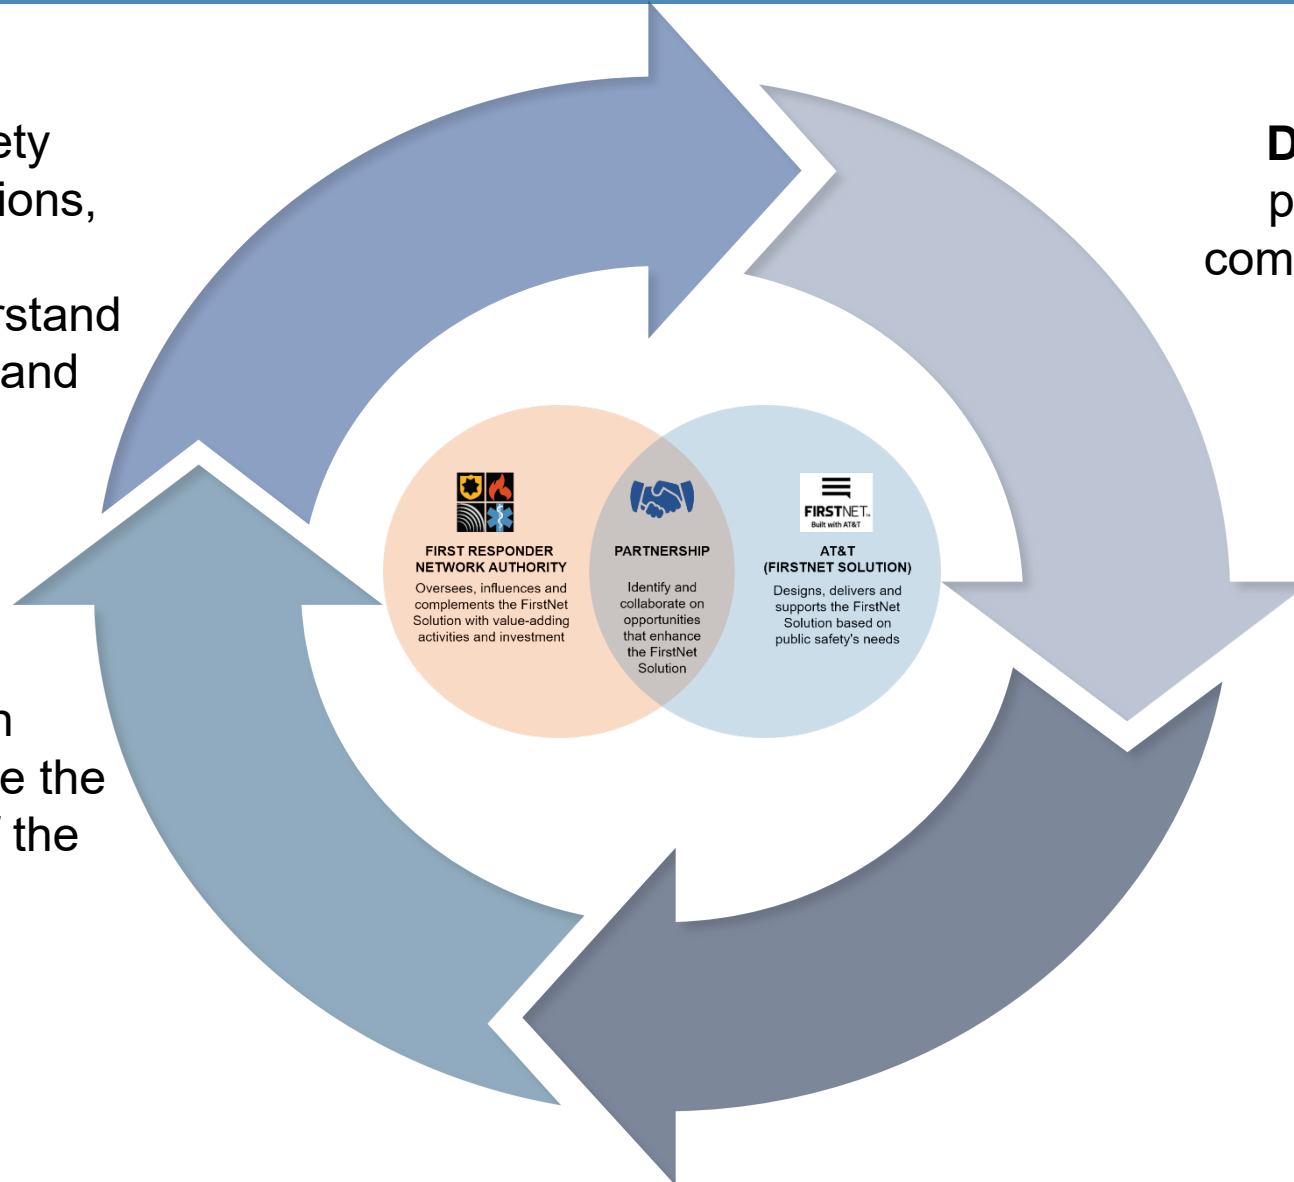 ety
ions,
rstand
and
D
p
com
FIRST RESPONDER
NETWORK AUTHORITY
Oversees, influences and
complements the FirstNet
Solution with value-adding
activities and investment
PARTNERSHIP
Identify and
collaborate on
opportunities
that enhance
the FirstNet
Solution
FIRSTNET™
Built with AT&T
AT&T
(FIRSTNET SOLUTION)
Designs, delivers and
supports the FirstNet
Solution based on
public safety's needs
e the
the